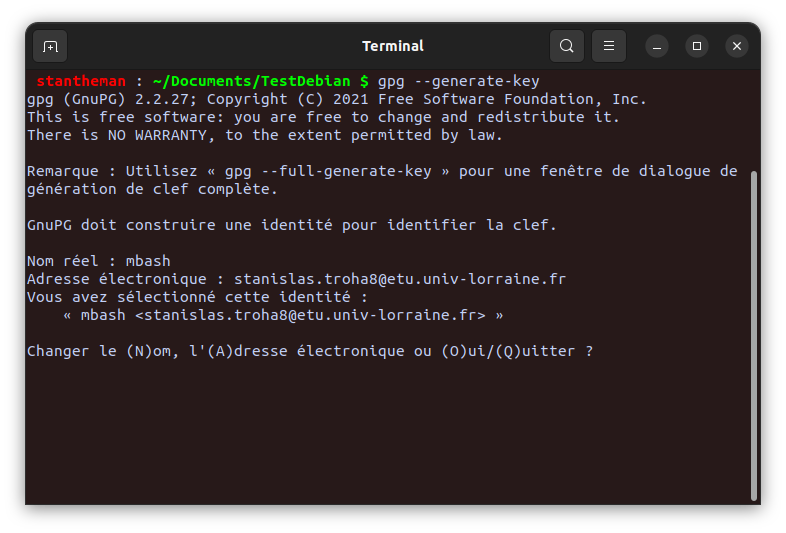 Terminal
stantheman : ~/Documents/TestDebian $ gpg --generate-key
gpg (GnuPG) 2.2.27; Copyright (C) 2021 Free Software Foundation, Inc.
This is free software: you are free to change and redistribute it.
There is NO WARRANTY, to the extent permitted by law.
Remarque : Utilisez « gpg --full-generate-key » pour une fenêtre de dialogue de
génération de clef complète.
GnuPG doit construire une identité pour identifier la clef.
Nom réel : mbash
Adresse électronique : stanislas.troha8@etu.univ-lorraine.fr
Vous avez sélectionné cette identité :
« mbash <stanislas.troha8@etu.univ-lorraine.fr> »
Changer le (N)om, l'(A)dresse électronique ou (O)ui/(Q)uitter ?